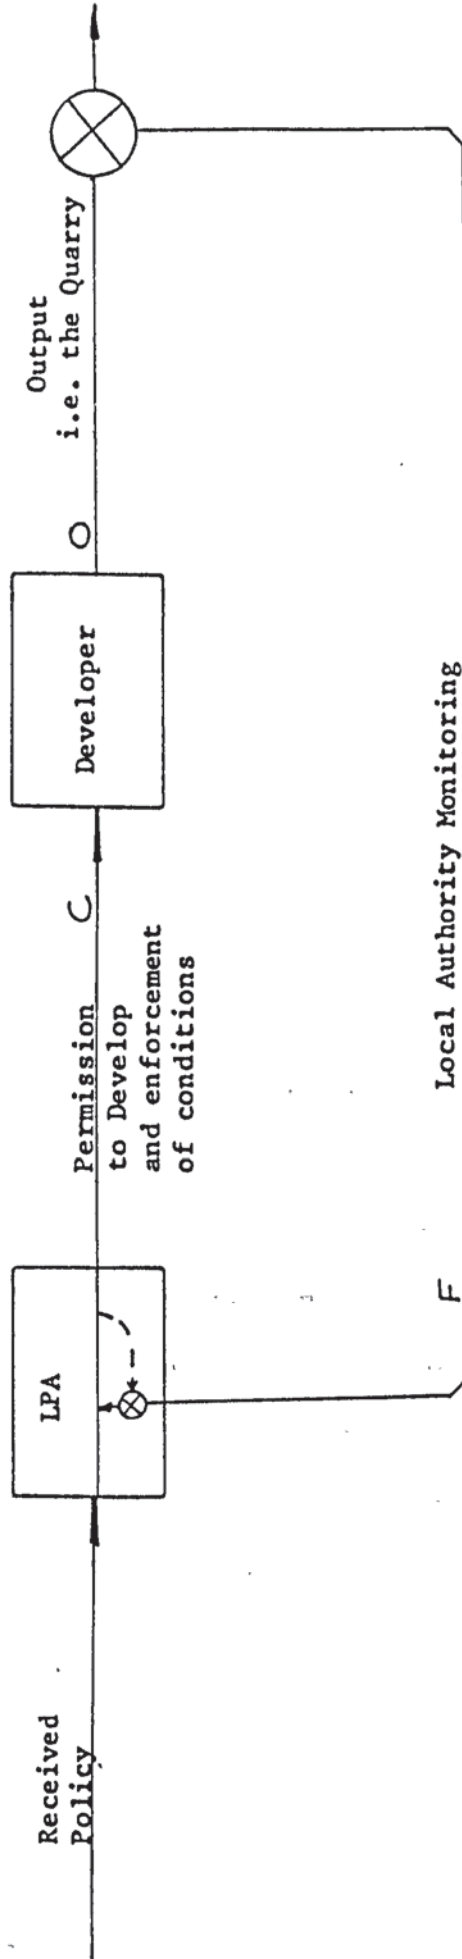 Received
Policy
LPA
Permission
to Develop
and enforcement
of conditions
C
Developer
O
Output
i.e. the Quarry
F
Local Authority Monitoring